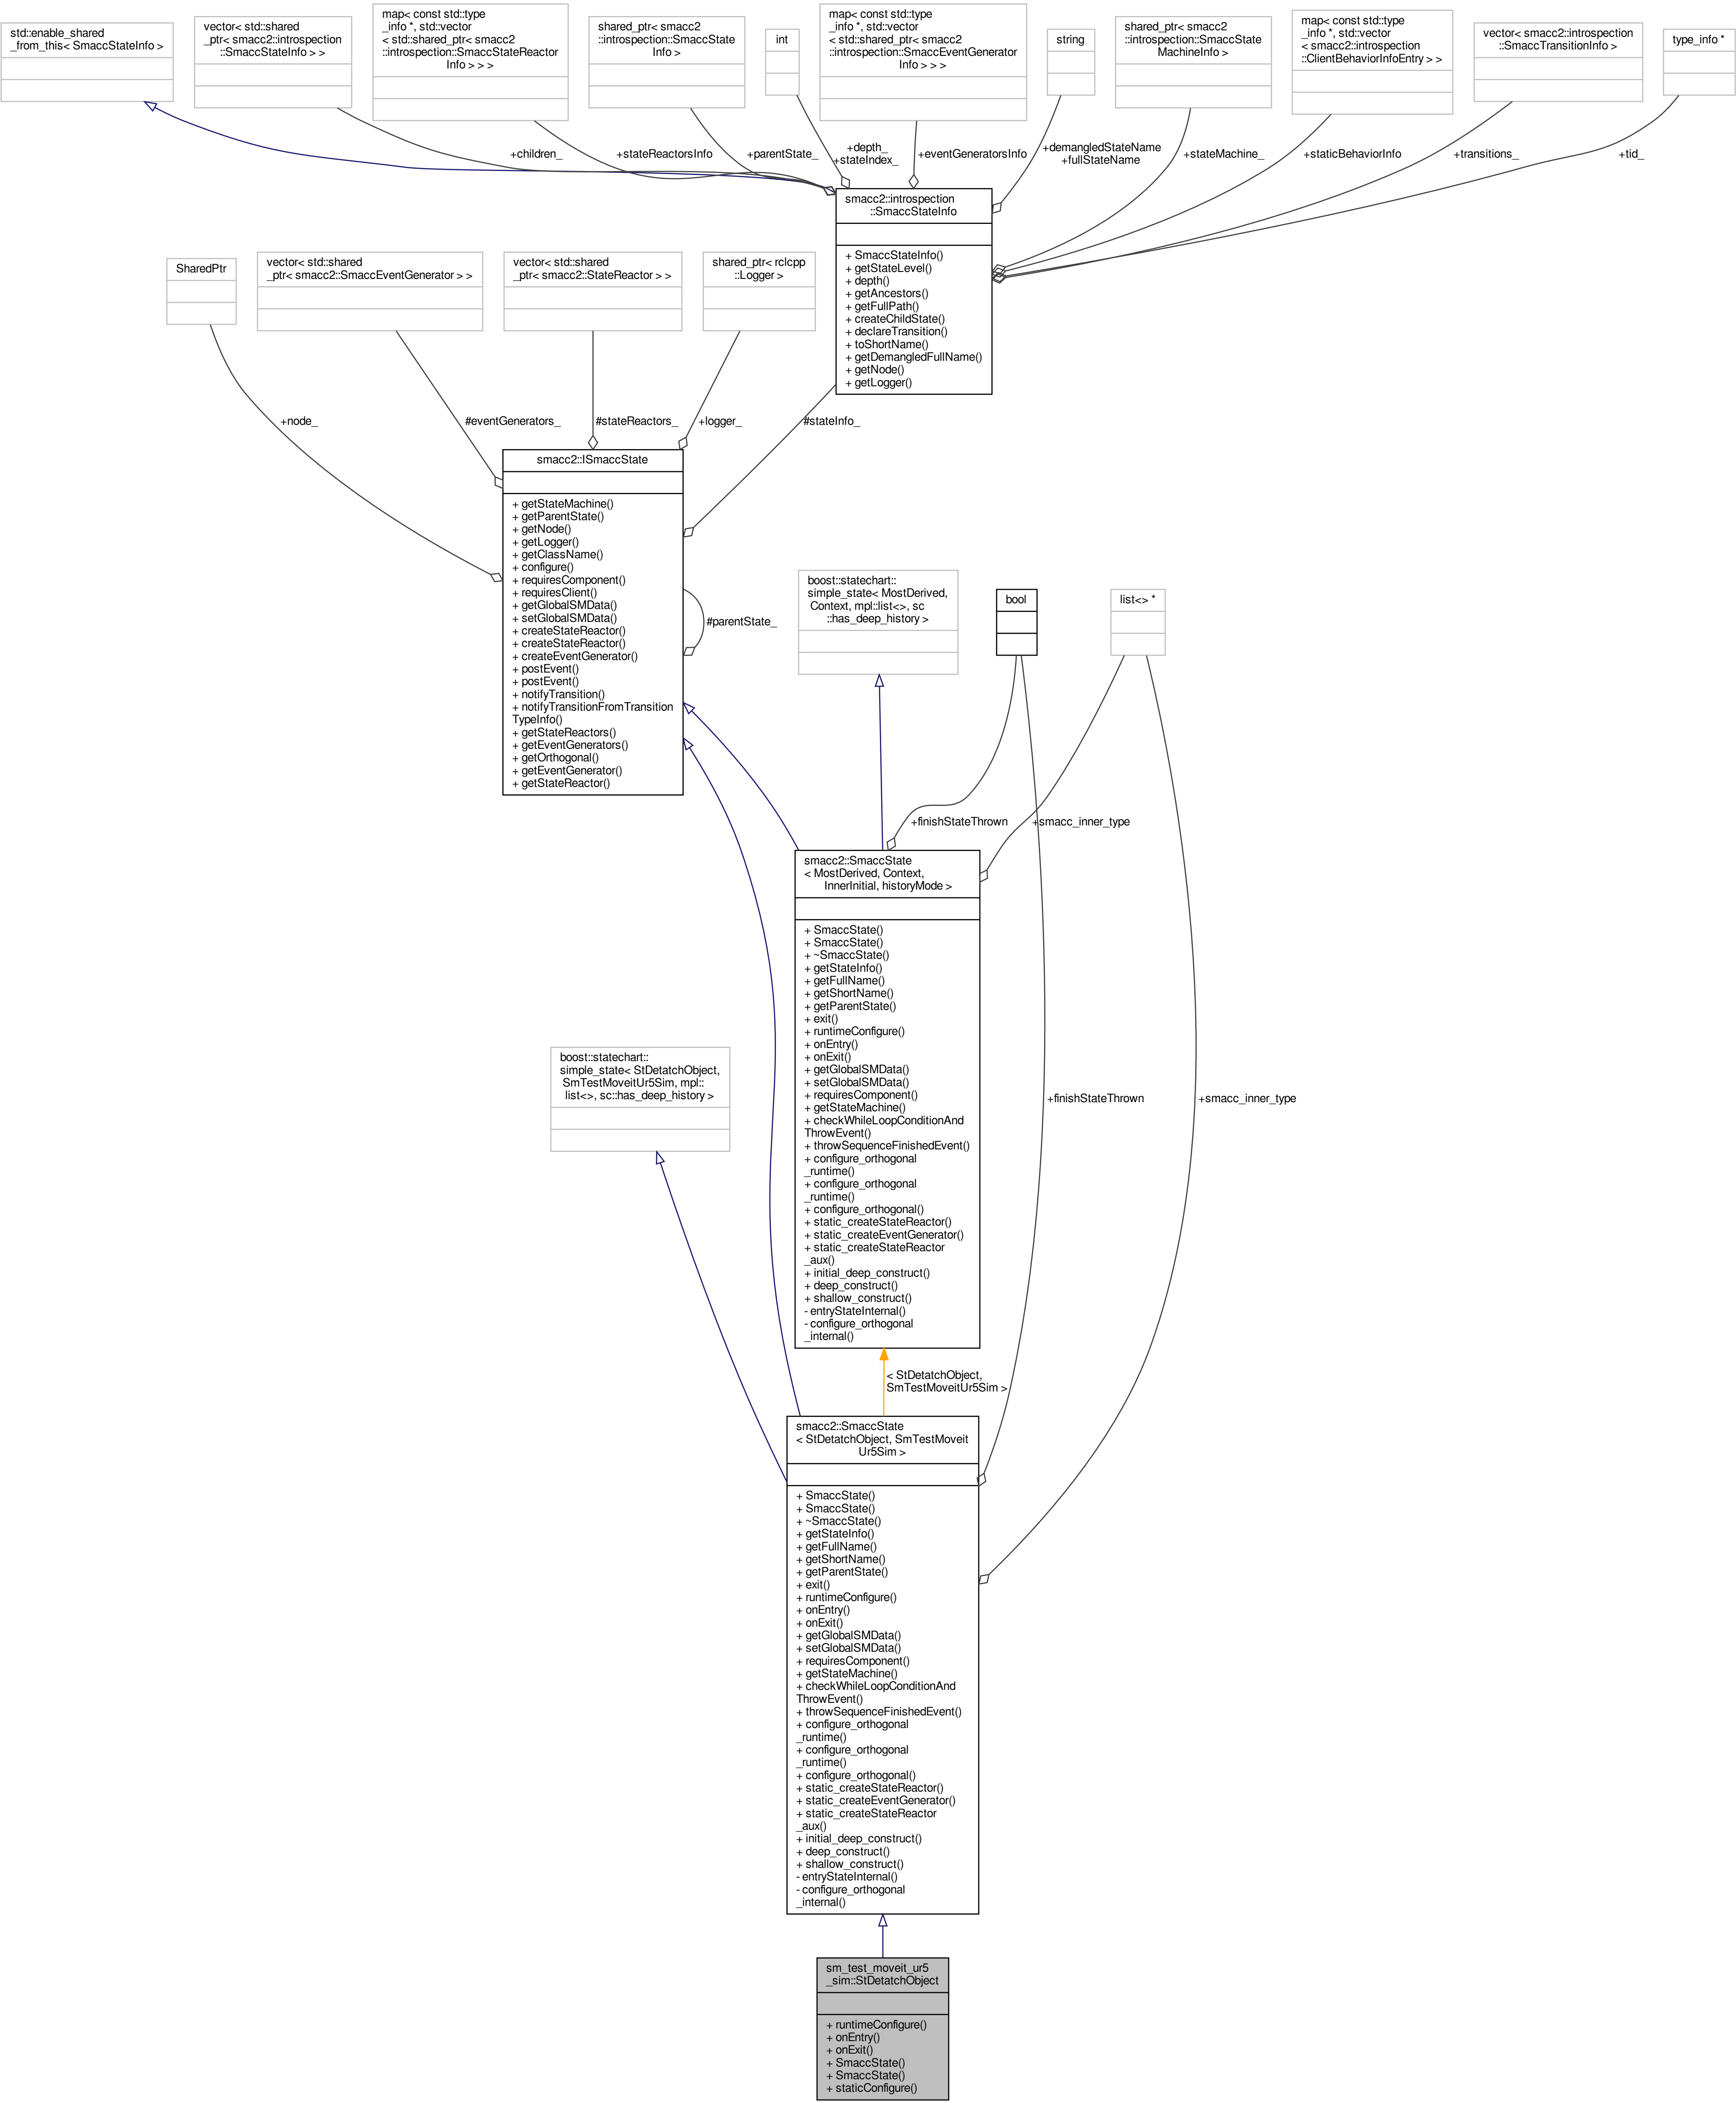 std::enable_shared
_from_this< SmaccStateInfo >
vector< std::shared
_ptr< smacc2::introspection
::SmaccStateInfo > >
map< const std::type
_info *, std::vector
< std::shared_ptr< smacc2
::introspection::SmaccStateReactor
Info > > >
shared_ptr< smacc2
::introspection::SmaccState
Info >
int
map< const std::type
_info *, std::vector
< std::shared_ptr< smacc2
::introspection::SmaccEventGenerator
Info > > >
string
shared_ptr< smacc2
::introspection::SmaccState
MachineInfo >
map< const std::type
_info *, std::vector
< smacc2::introspection
::ClientBehaviorInfoEntry > >
vector< smacc2::introspection
::SmaccTransitionInfo >
type_info *
+children_
+stateReactorsInfo
+parentState_
+depth_
+stateIndex_
+eventGeneratorsInfo
+demangledStateName
+fullStateName
+stateMachine_
+staticBehaviorInfo
+transitions_
+tid_
smacc2::introspection
::SmaccStateInfo
+ SmaccStateInfo()
+ getStateLevel()
+ depth()
+ getAncestors()
+ getFullPath()
+ createChildState()
+ declareTransition()
+ toShortName()
+ getDemangledFullName()
+ getNode()
+ getLogger()
SharedPtr
vector< std::shared
_ptr< smacc2::SmaccEventGenerator > >
vector< std::shared
_ptr< smacc2::StateReactor > >
shared_ptr< rclcpp
::Logger >
+node_
#eventGenerators_
#stateReactors_
+logger_
#stateInfo_
smacc2::ISmaccState
+ getStateMachine()
+ getParentState()
+ getNode()
+ getLogger()
+ getClassName()
+ configure()
+ requiresComponent()
+ requiresClient()
+ getGlobalSMData()
+ setGlobalSMData()
+ createStateReactor()
+ createStateReactor()
+ createEventGenerator()
+ postEvent()
+ postEvent()
+ notifyTransition()
+ notifyTransitionFromTransition
TypeInfo()
+ getStateReactors()
+ getEventGenerators()
+ getOrthogonal()
+ getEventGenerator()
+ getStateReactor()
#parentState_
boost::statechart::
simple_state< MostDerived,
Context, mpl::list<>, sc
::has_deep_history >
bool
list<> *
+finishStateThrown
+smacc_inner_type
smacc2::SmaccState
< MostDerived, Context,
InnerInitial, historyMode >
+ SmaccState()
+ SmaccState()
+ ~SmaccState()
+ getStateInfo()
+ getFullName()
+ getShortName()
+ getParentState()
+ exit()
+ runtimeConfigure()
+ onEntry()
+ onExit()
+ getGlobalSMData()
+ setGlobalSMData()
+ requiresComponent()
+ getStateMachine()
+ checkWhileLoopConditionAnd
ThrowEvent()
+ throwSequenceFinishedEvent()
+ configure_orthogonal
_runtime()
+ configure_orthogonal
_runtime()
+ configure_orthogonal()
+ static_createStateReactor()
+ static_createEventGenerator()
+ static_createStateReactor
_aux()
+ initial_deep_construct()
+ deep_construct()
+ shallow_construct()
- entryStateInternal()
- configure_orthogonal
_internal()
boost::statechart::
simple_state< StDetatchObject,
SmTestMoveitUr5Sim, mpl::
list<>, sc::has_deep_history >
+finishStateThrown
+smacc_inner_type
< StDetatchObject,
SmTestMoveitUr5Sim >
smacc2::SmaccState
< StDetatchObject, SmTestMoveit
Ur5Sim >
+ SmaccState()
+ SmaccState()
+ ~SmaccState()
+ getStateInfo()
+ getFullName()
+ getShortName()
+ getParentState()
+ exit()
+ runtimeConfigure()
+ onEntry()
+ onExit()
+ getGlobalSMData()
+ setGlobalSMData()
+ requiresComponent()
+ getStateMachine()
+ checkWhileLoopConditionAnd
ThrowEvent()
+ throwSequenceFinishedEvent()
+ configure_orthogonal
_runtime()
+ configure_orthogonal
_runtime()
+ configure_orthogonal()
+ static_createStateReactor()
+ static_createEventGenerator()
+ static_createStateReactor
_aux()
+ initial_deep_construct()
+ deep_construct()
+ shallow_construct()
- entryStateInternal()
- configure_orthogonal
_internal()
sm_test_moveit_ur5
_sim::StDetatchObject
+ runtimeConfigure()
+ onEntry()
+ onExit()
+ SmaccState()
+ SmaccState()
+ staticConfigure()